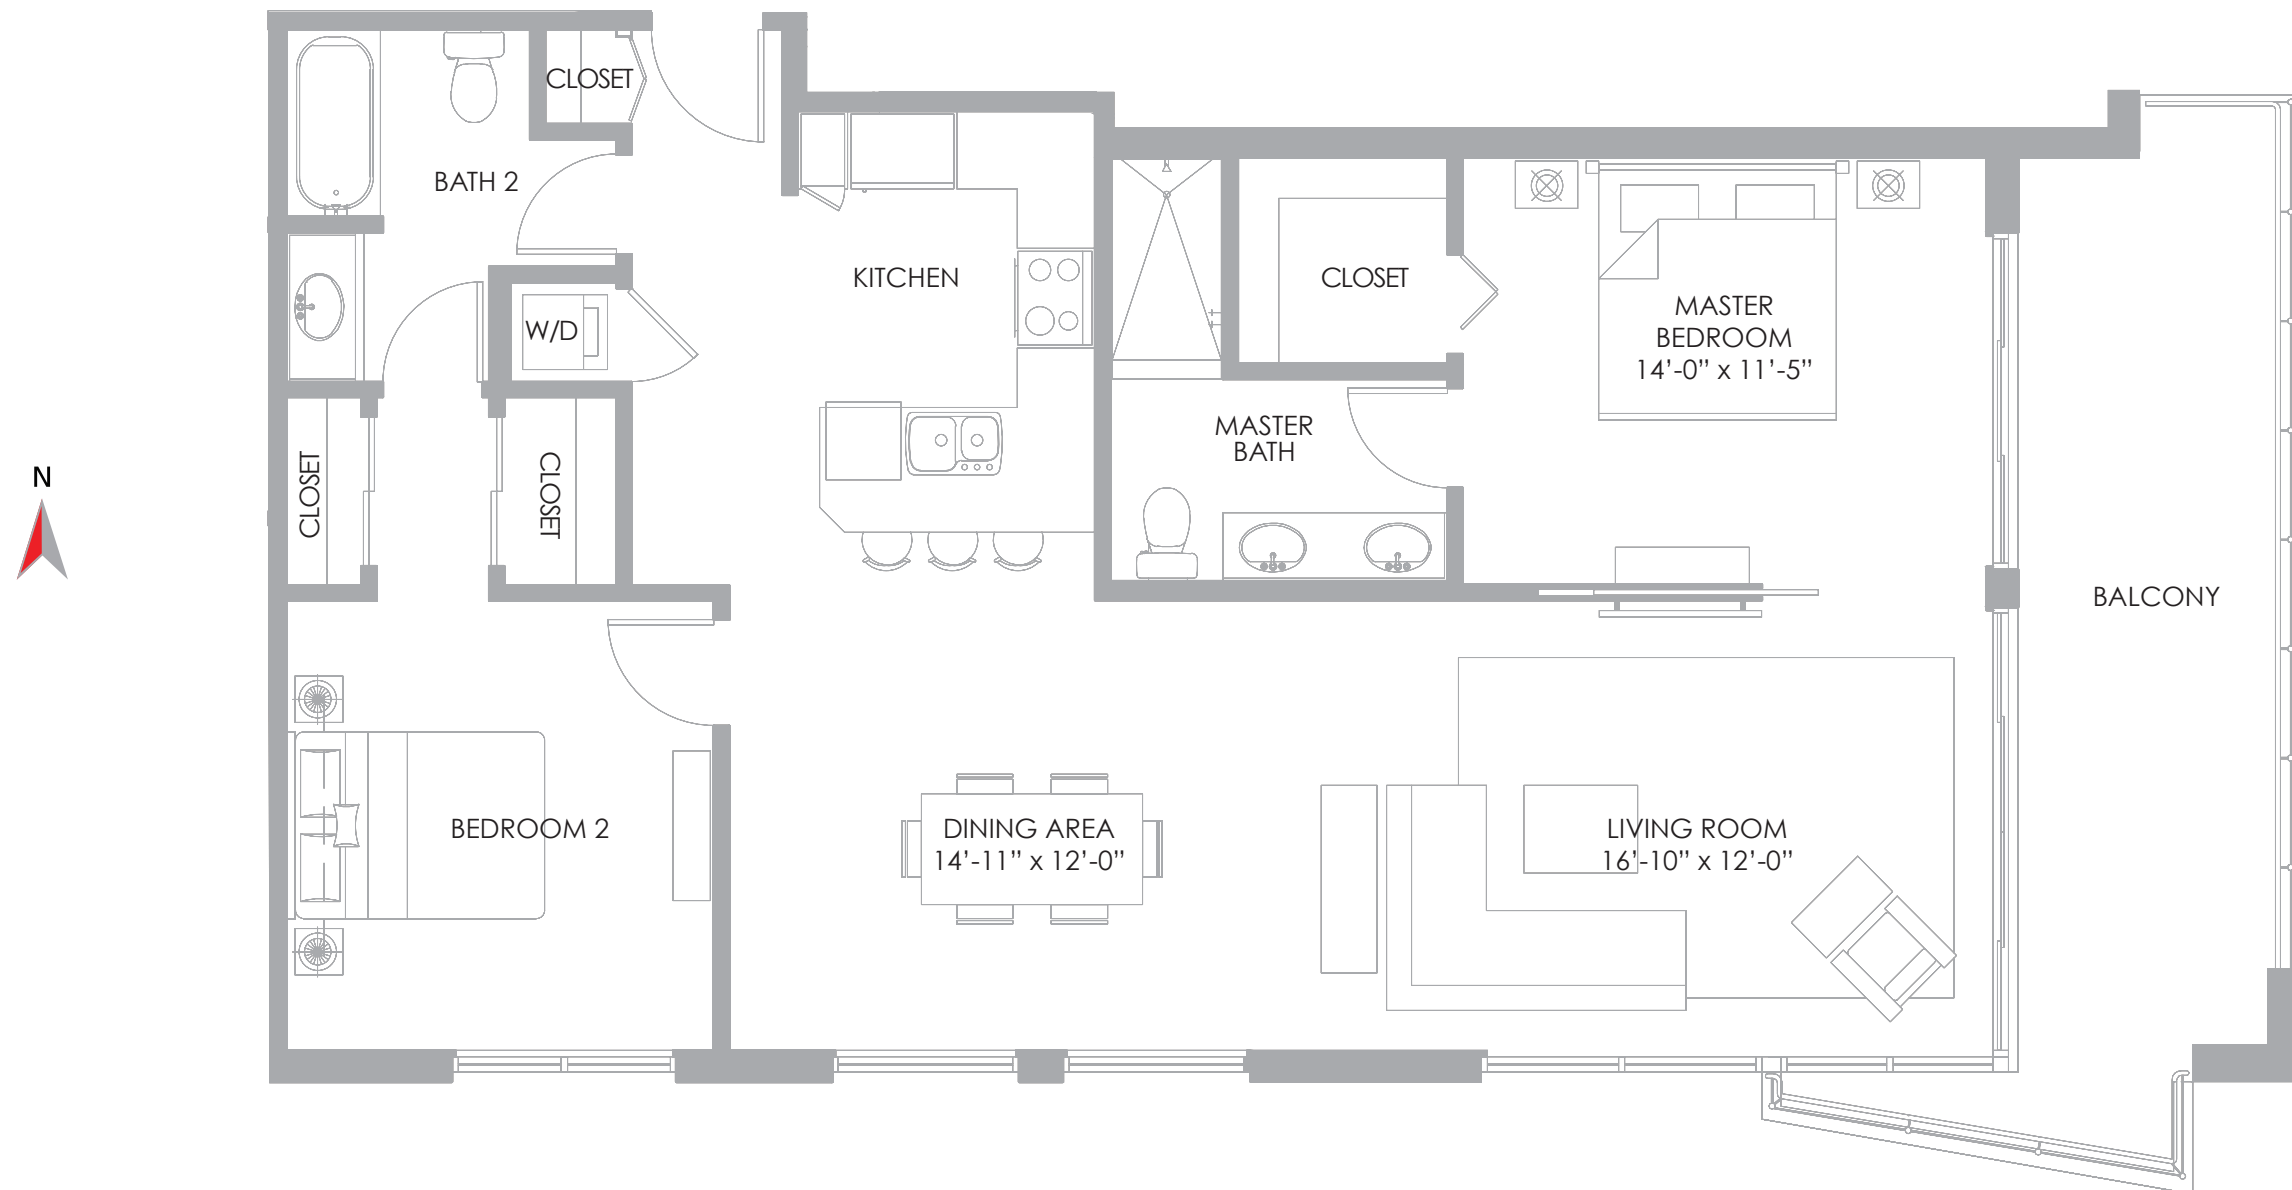 CLOSET
BATH 2
KITCHEN
CLOSET
MASTER
BEDROOM
14’-0” x 11’-5”
W/D
MASTER
BATH
N
CLOSET
CLOSET
BALCONY
BEDROOM 2
DINING AREA
14’-11” x 12’-0”
LIVING ROOM
16’-10” x 12’-0”